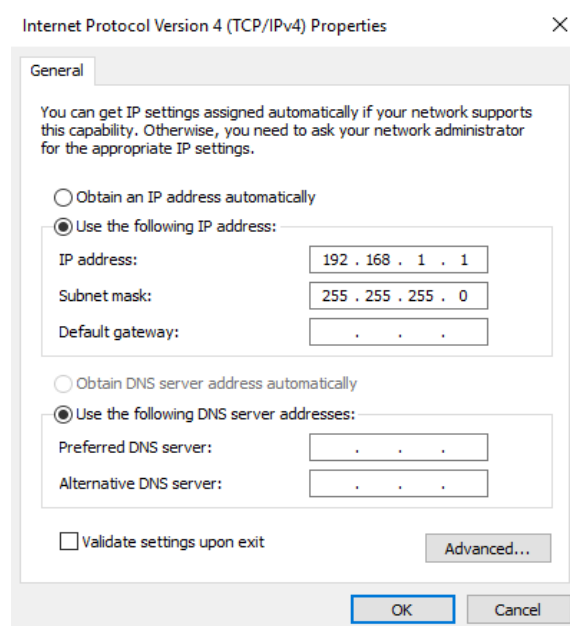 Internet Protocol Version 4 (TCP/IPv4) Properties
General
You can get IP settings assigned automatically if your network supports
this capability. Otherwise, you need to ask your network administrator
for the appropriate IP settings.
Obtain an IP address automatically
Use the following IP address:
IP address: 192 . 168 . 1 . 1
Subnet mask: 255 . 255 . 255 . 0
Default gateway: . . .
Obtain DNS server address automatically
Use the following DNS server addresses:
Preferred DNS server: . . .
Alternative DNS server: . . .
Validate settings upon exit
Advanced...
OK Cancel